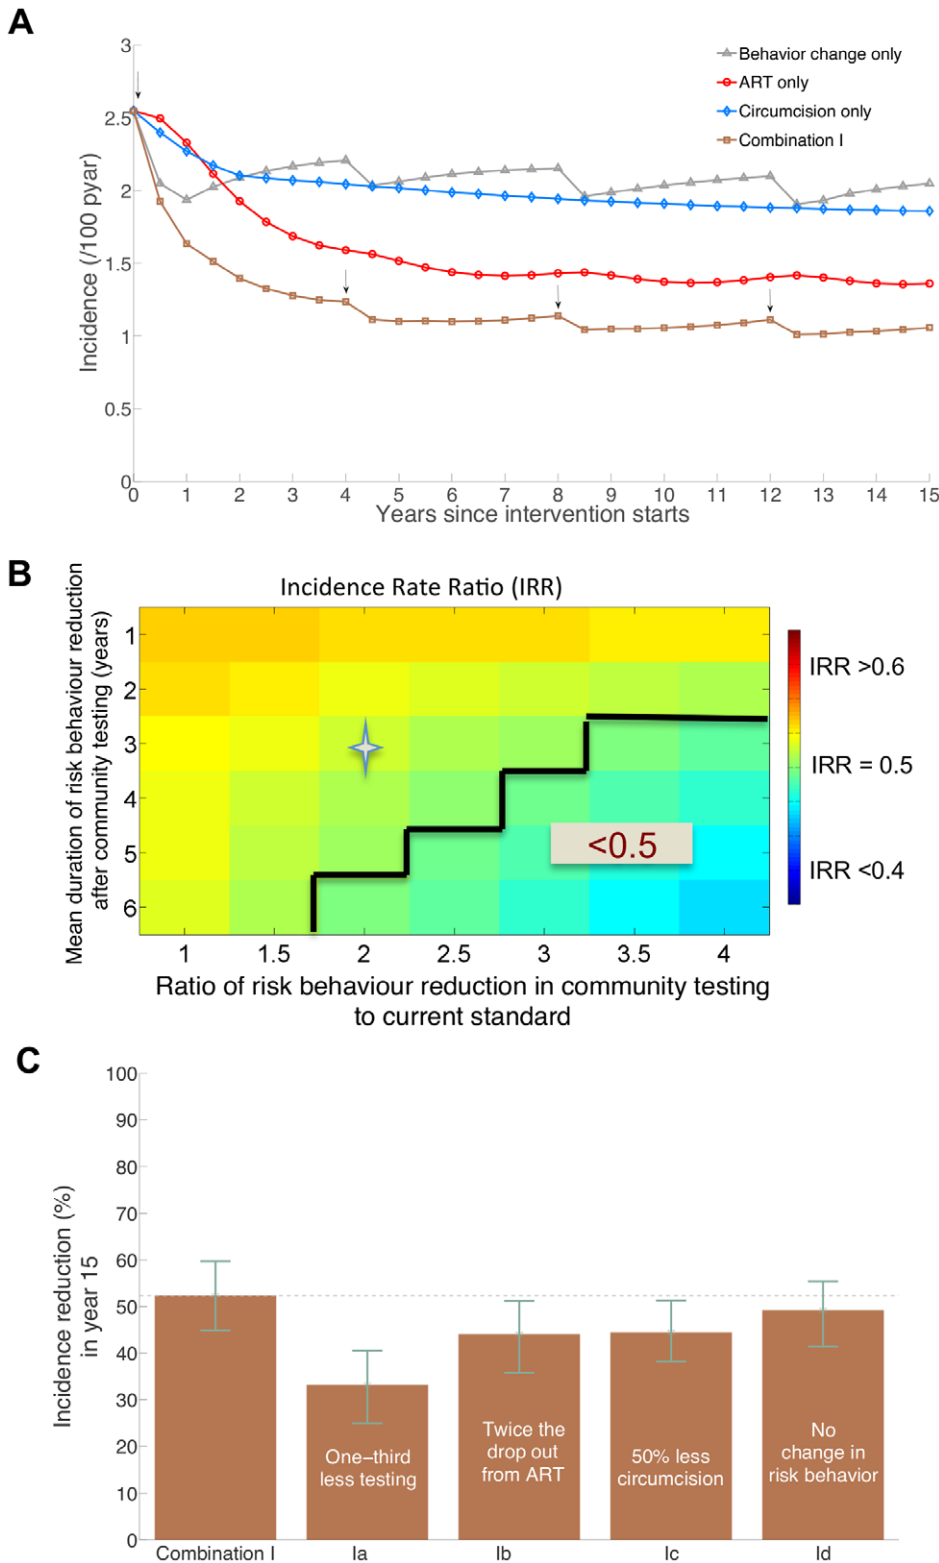 A
3
2.5
2
1.5
1
0.5
0
Incidence (/100 pyar)
Behavior change only
ART only
Circumcision only
Combination I
0 1 2 3 4 5 6 7 8 9 10 11 12 13 14 15
Years since intervention starts
B
Incidence Rate Ratio (IRR)
Mean duration of risk behaviour reduction
after community testing (years)
1
2
3
4
5
6
<0.5
IRR >0.6
IRR = 0.5
IRR <0.4
1 1.5 2 2.5 3 3.5 4
Ratio of risk behaviour reduction in community testing
to current standard
C
Incidence reduction (%)
in year 15
100
90
80
70
60
50
40
30
20
10
0
One–third
less testing
Twice the
drop out
from ART
50% less
circumcision
No
change in
risk behavior
Combination I Ia Ib Ic Id